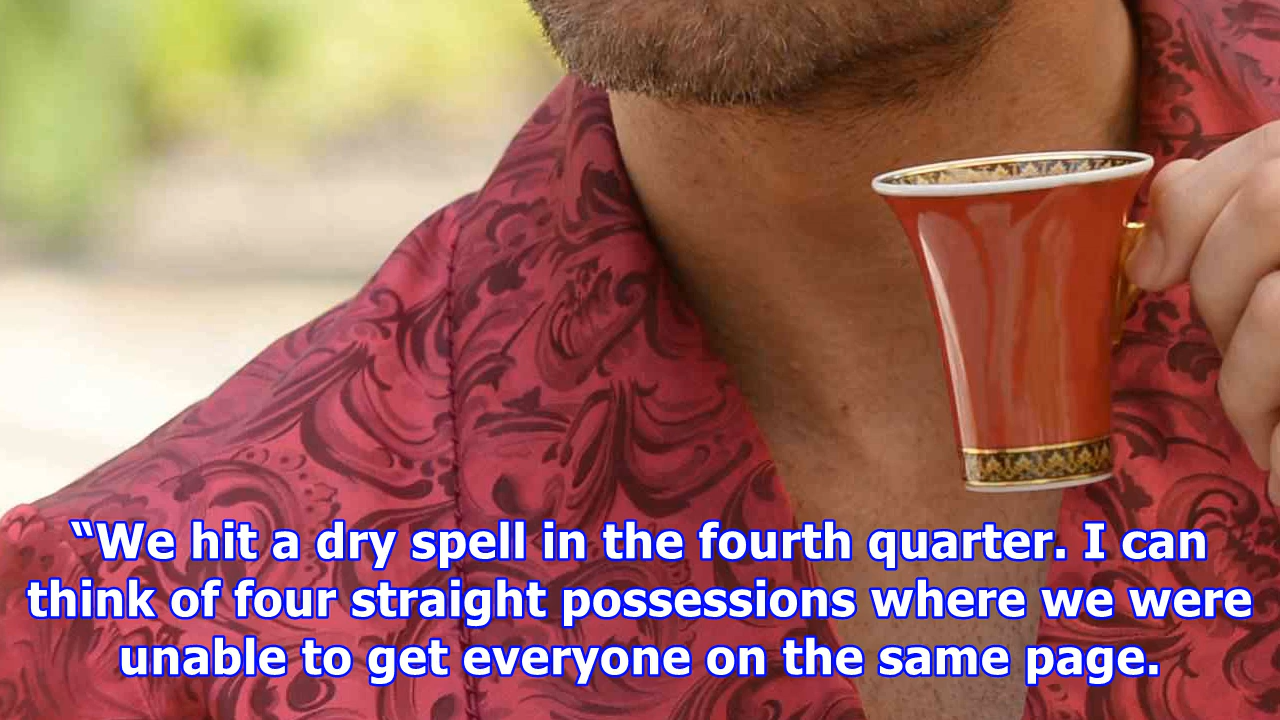 “We hit a dry spell in the fourth quarter. I can
think of four straight possessions where we were
unable to get everyone on the same page.